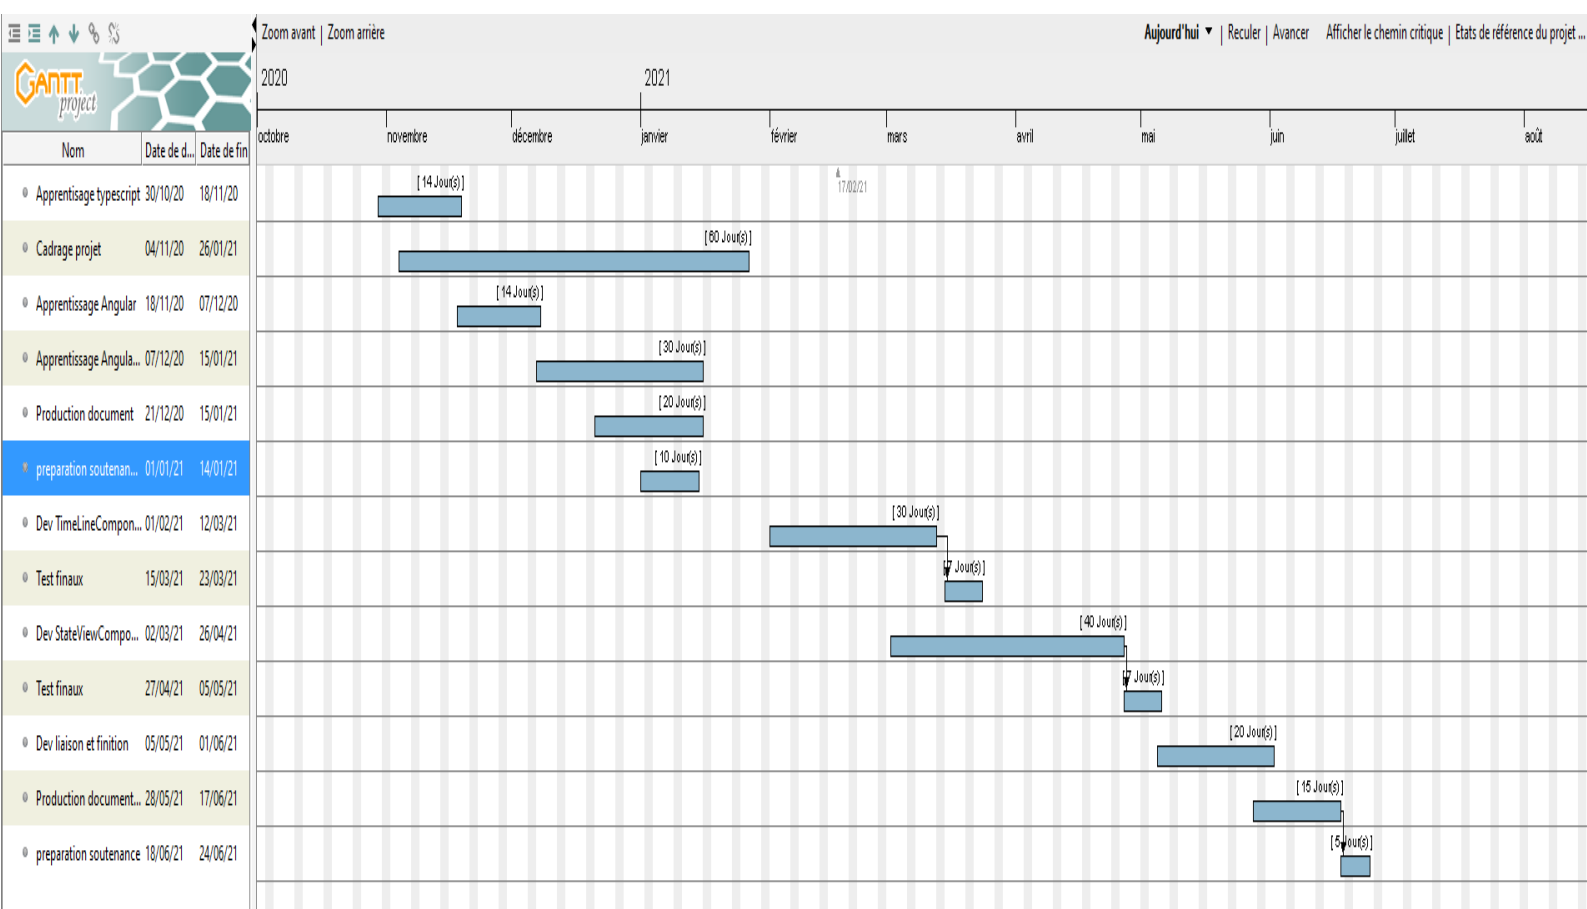 Zoom avant | Zoom arrière
Aujourd'hui ▼ | Reculer | Avancer Afficher le chemin critique | Etats de référence du projet ...
GANTT
project
2020 2021
octobre novembre décembre janvier février mars avril mai juin juillet août
Nom Date de d... Date de fin
17/02/21
Apprentisage typescript 30/10/20 18/11/20 [ 14 Jour(s) ]
Cadrage projet 04/11/20 26/01/21 [ 60 Jour(s) ]
Apprentissage Angular 18/11/20 07/12/20 [ 14 Jour(s) ]
Apprentissage Angula... 07/12/20 15/01/21 [ 30 Jour(s) ]
Production document 21/12/20 15/01/21 [ 20 Jour(s) ]
preparation soutenan... 01/01/21 14/01/21 [ 10 Jour(s) ]
Dev TimeLineCompon... 01/02/21 12/03/21 [ 30 Jour(s) ]
Test finaux 15/03/21 23/03/21 [ 7 Jour(s) ]
Dev StateViewCompo... 02/03/21 26/04/21 [ 40 Jour(s) ]
Test finaux 27/04/21 05/05/21 [ 7 Jour(s) ]
Dev liaison et finition 05/05/21 01/06/21 [ 20 Jour(s) ]
Production document... 28/05/21 17/06/21 [ 15 Jour(s) ]
preparation soutenance 18/06/21 24/06/21 [ 5 Jour(s) ]